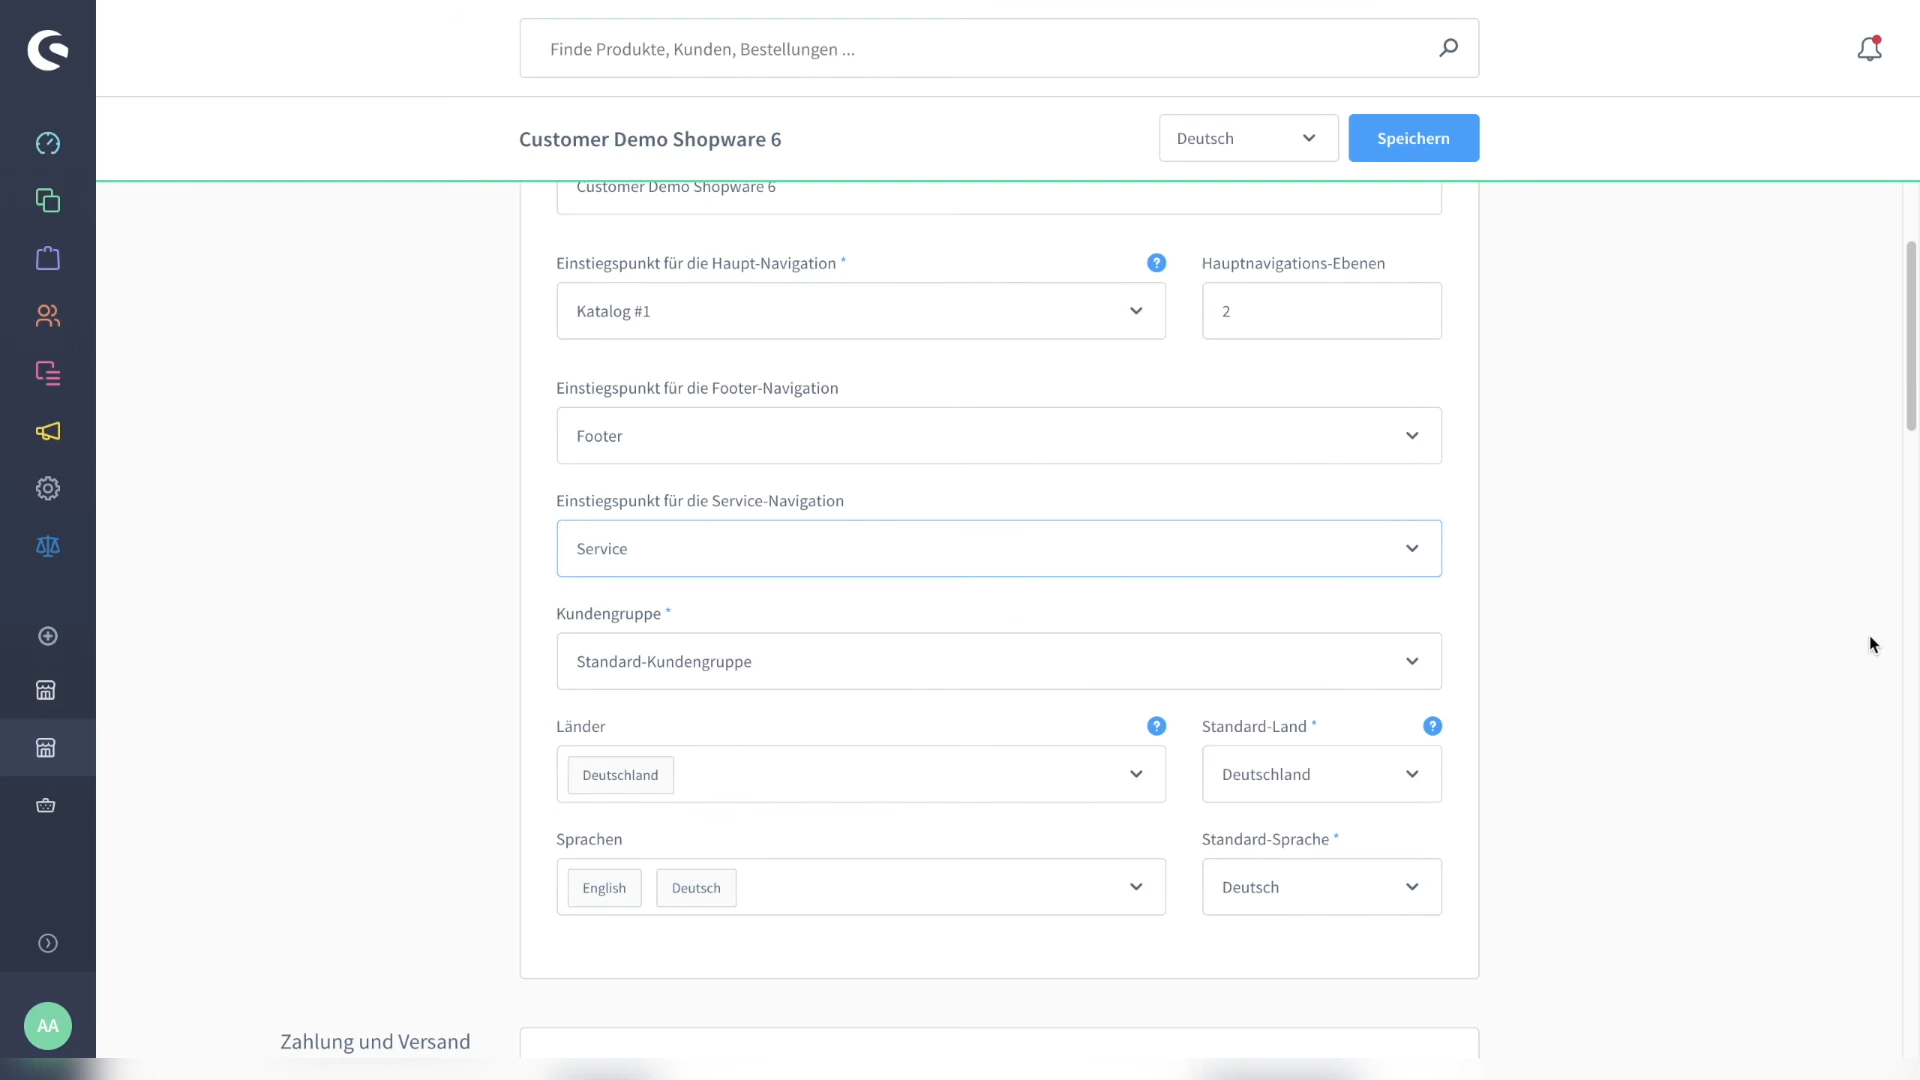 Finde Produkte, Kunden, Bestellungen ...
Customer Demo Shopware 6
Deutsch
Speichern
Customer Demo Shopware 6
Einstiegspunkt für die Haupt-Navigation *
?
Hauptnavigations-Ebenen
Katalog #1
2
Einstiegspunkt für die Footer-Navigation
Footer
Einstiegspunkt für die Service-Navigation
Service
Kundengruppe *
Standard-Kundengruppe
Länder
?
Standard-Land *
?
Deutschland
Deutschland
Sprachen
Standard-Sprache *
English
Deutsch
Deutsch
AA
Zahlung und Versand